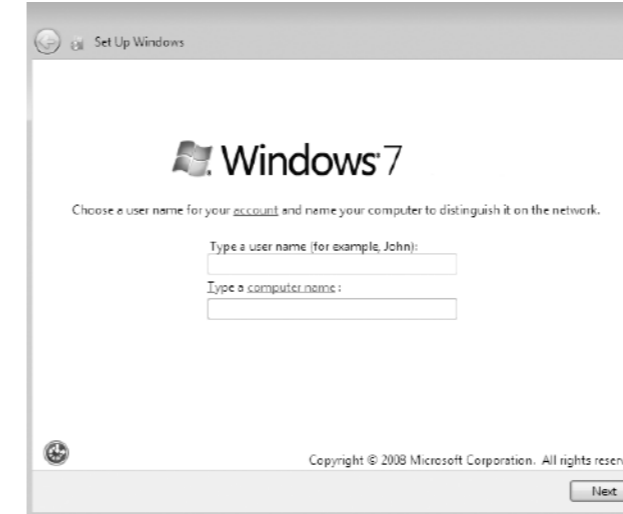 Set Up Windows
Windows 7
Choose a user name for your account and name your computer to distinguish it on the network.
Type a user name (for example, John):
Type a computer name :
Copyright © 2008 Microsoft Corporation. All rights reser
Next